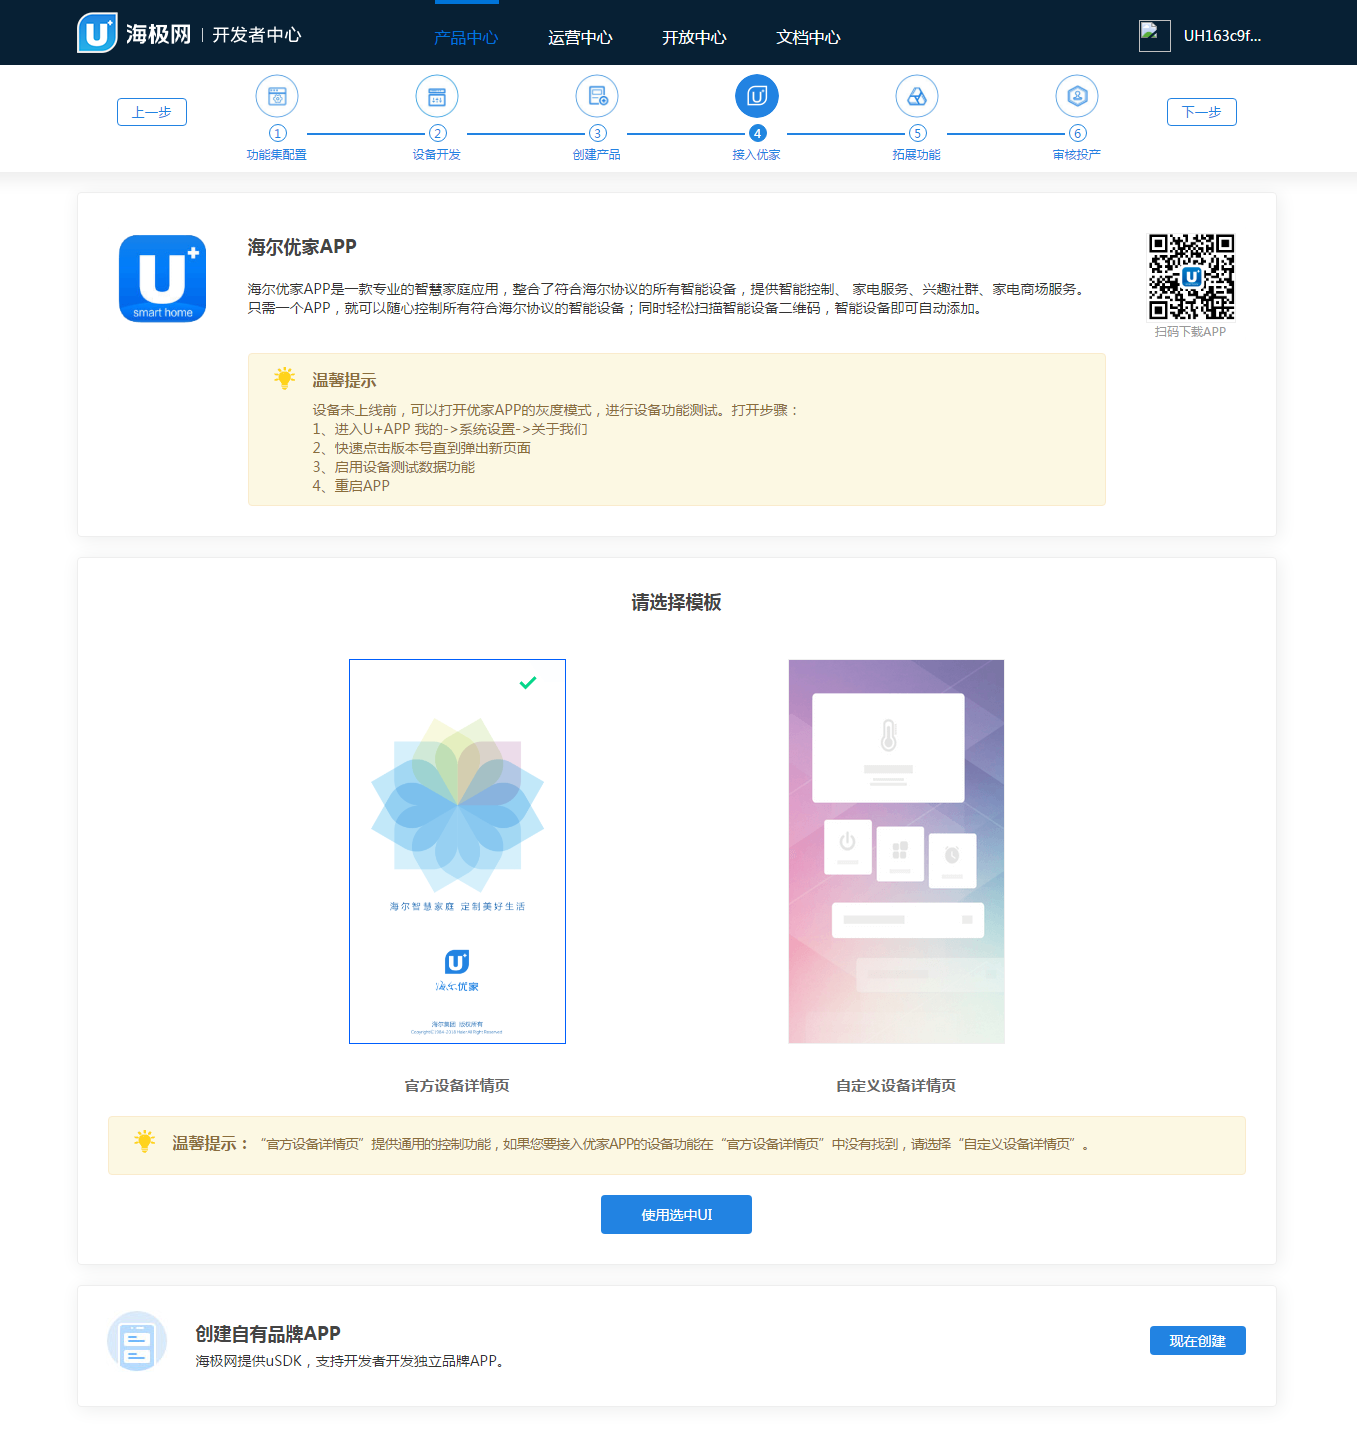 海极网 | 开发者中心
产品中心 运营中心 开放中心 文档中心
UH163c9f...
上一步
1 2 3 4 5 6
功能集配置 设备开发 创建产品 接入优家 拓展功能 审核投产
下一步
U+
smart home
海尔优家APP
海尔优家APP是一款专业的智慧家庭应用，整合了符合海尔协议的所有智能设备，提供智能控制、 家电服务、兴趣社群、家电商场服务。
只需一个APP，就可以随心控制所有符合海尔协议的智能设备；同时轻松扫描智能设备二维码，智能设备即可自动添加。
扫码下载APP
温馨提示
设备未上线前，可以打开优家APP的灰度模式，进行设备功能测试。打开步骤：
1、进入U+APP 我的->系统设置->关于我们
2、快速点击版本号直到弹出新页面
3、启用设备测试数据功能
4、重启APP
请选择模板
海尔智慧家庭 定制美好生活
海尔优家
海尔集团 版权所有
官方设备详情页
自定义设备详情页
温馨提示：“官方设备详情页”提供通用的控制功能，如果您要接入优家APP的设备功能在“官方设备详情页”中没有找到，请选择“自定义设备详情页”。
使用选中UI
创建自有品牌APP
海极网提供uSDK，支持开发者开发独立品牌APP。
现在创建